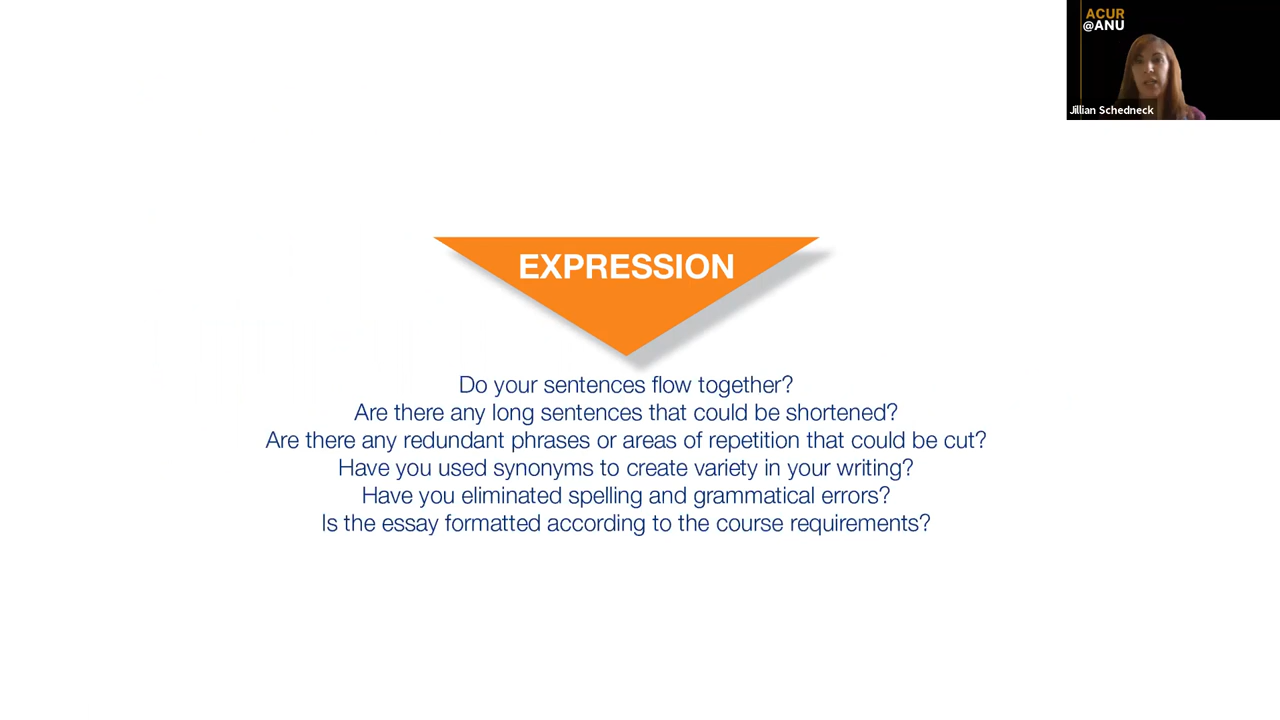 ACUR
@ANU
Jillian Schedneck
EXPRESSION
Do your sentences flow together?
Are there any long sentences that could be shortened?
Are there any redundant phrases or areas of repetition that could be cut?
Have you used synonyms to create variety in your writing?
Have you eliminated spelling and grammatical errors?
Is the essay formatted according to the course requirements?